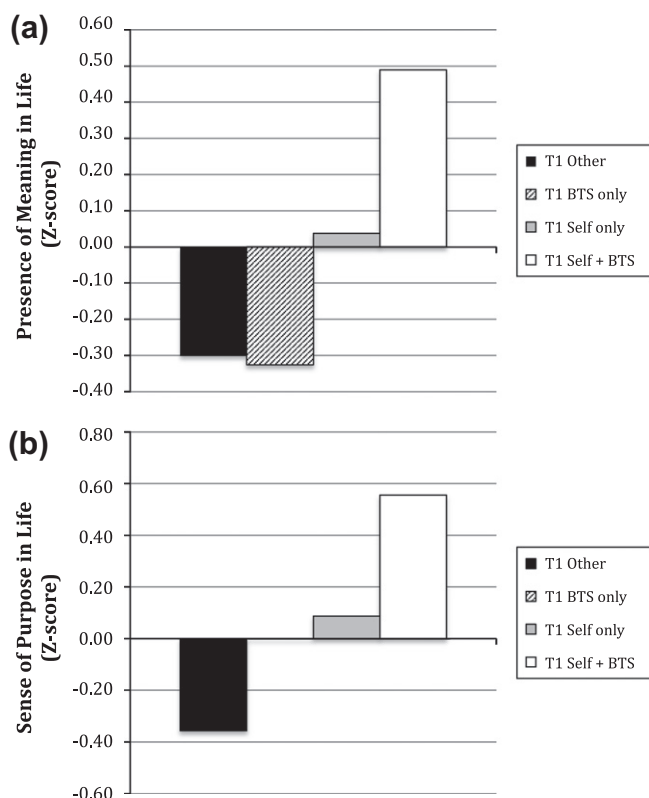 (a)
Presence of Meaning in Life
(Z-score)
0.60
0.50
0.40
0.30
0.20
0.10
0.00
-0.10
-0.20
-0.30
-0.40
T1 Other
T1 BTS only
T1 Self only
T1 Self + BTS
(b)
Sense of Purpose in Life
(Z-score)
0.80
0.60
0.40
0.20
0.00
-0.20
-0.40
-0.60
T1 Other
T1 BTS only
T1 Self only
T1 Self + BTS